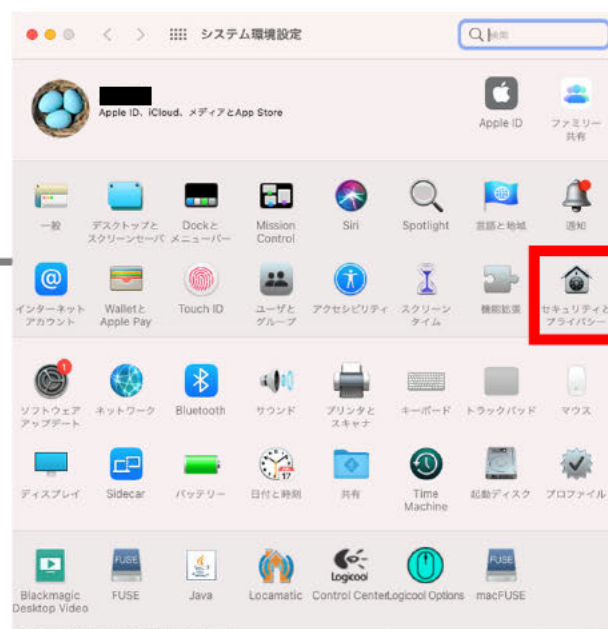 システム環境設定
検索
Apple ID、iCloud、メディアとApp Store
Apple ID
ファミリー
共有
一般
デスクトップと
スクリーンセーバ
Dockと
メニューバー
Mission
Control
Siri
Spotlight
言語と地域
通知
インターネット
アカウント
Walletと
Apple Pay
Touch ID
ユーザと
グループ
アクセシビリティ
スクリーン
タイム
機能拡張
セキュリティと
プライバシー
1
ソフトウェア
アップデート
ネットワーク
Bluetooth
サウンド
プリンタと
スキャナ
キーボード
トラックパッド
マウス
17
ディスプレイ
Sidecar
バッテリー
日付と時刻
共有
Time
Machine
起動ディスク
プロファイル
FUSE
Logicool
FUSE
Blackmagic
Desktop Video
FUSE
Java
Locamatic
Control Center
Logicool Options
macFUSE